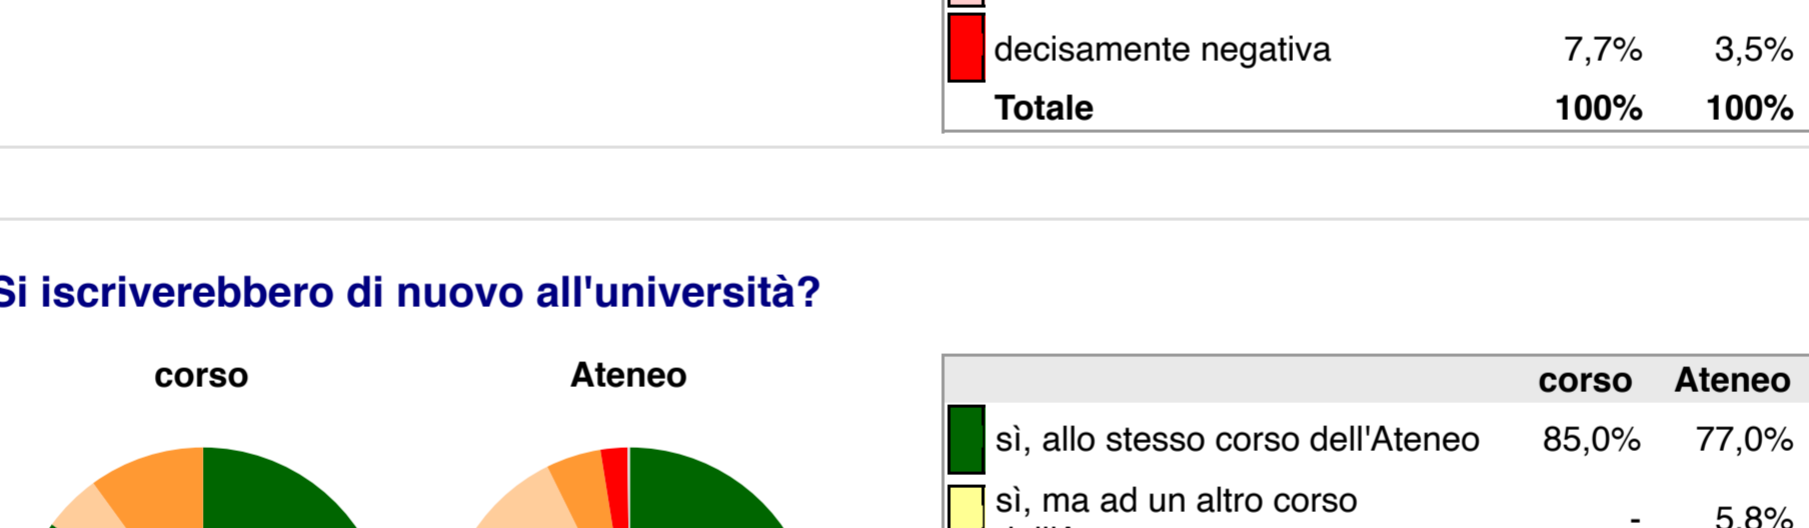 decisamente negativa 7,7% 3,5%
Totale 100% 100%
Si iscriverebbero di nuovo all'università?
corso Ateneo
corso Ateneo
sì, allo stesso corso dell'Ateneo 85,0% 77,0%
sì, ma ad un altro corso
- 5,8%